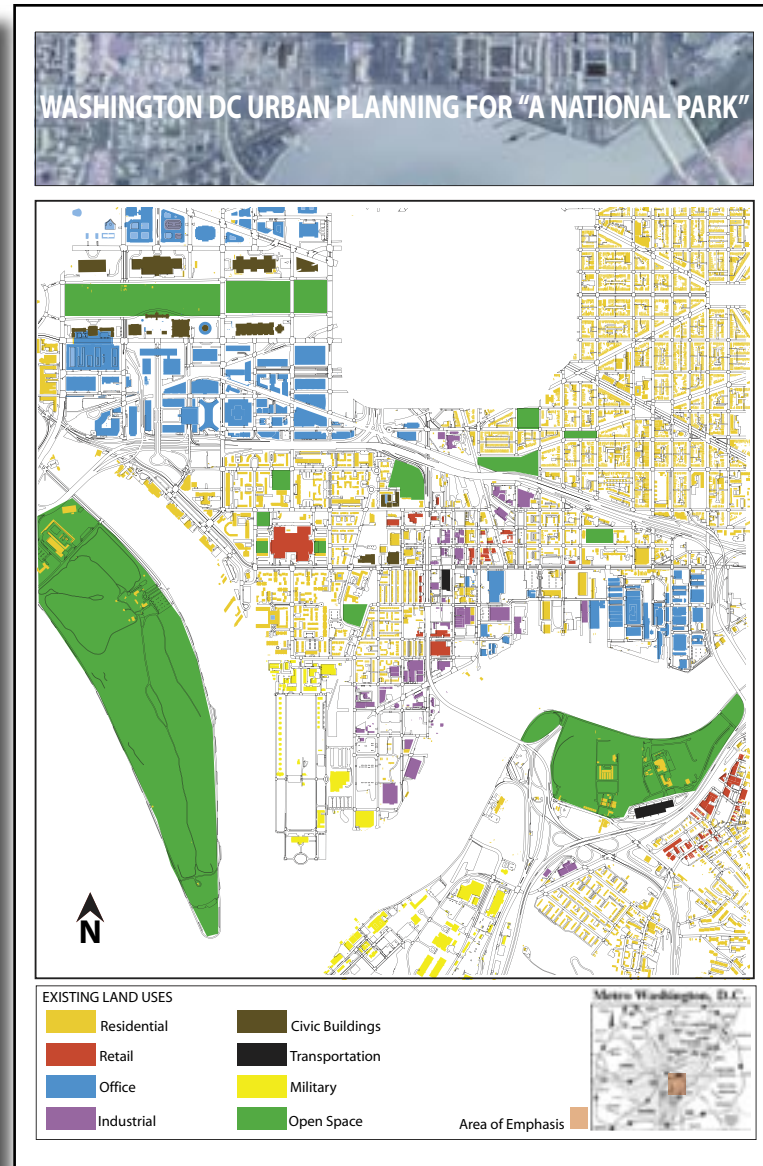 WASHINGTON DC URBAN PLANNING FOR “A NATIONAL PARK”
N
EXISTING LAND USES
Residential
Retail
Office
Industrial
Civic Buildings
Transportation
Military
Open Space
Area of Emphasis
Metro Washington, D.C.